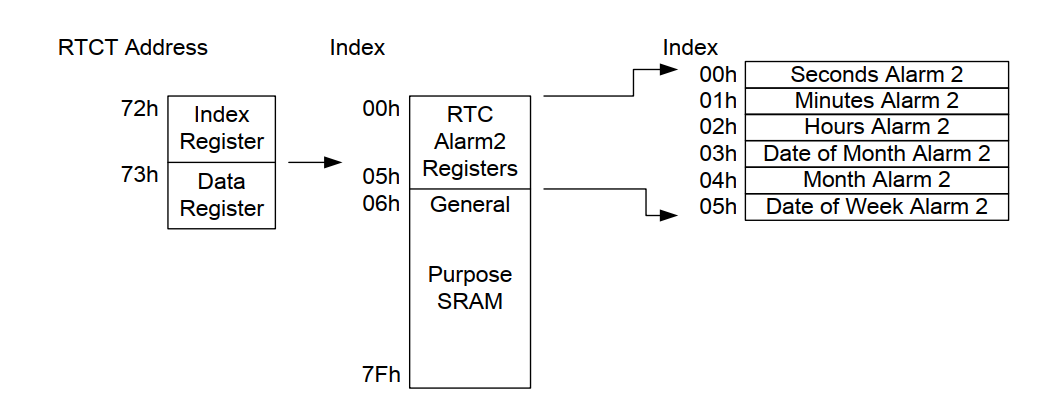 RTCT Address
Index
Index
72h
Index
Register
73h
Data
Register
00h
RTC
Alarm2
Registers
05h
06h
General
Purpose
SRAM
7Fh
00h Seconds Alarm 2
01h Minutes Alarm 2
02h Hours Alarm 2
03h Date of Month Alarm 2
04h Month Alarm 2
05h Date of Week Alarm 2